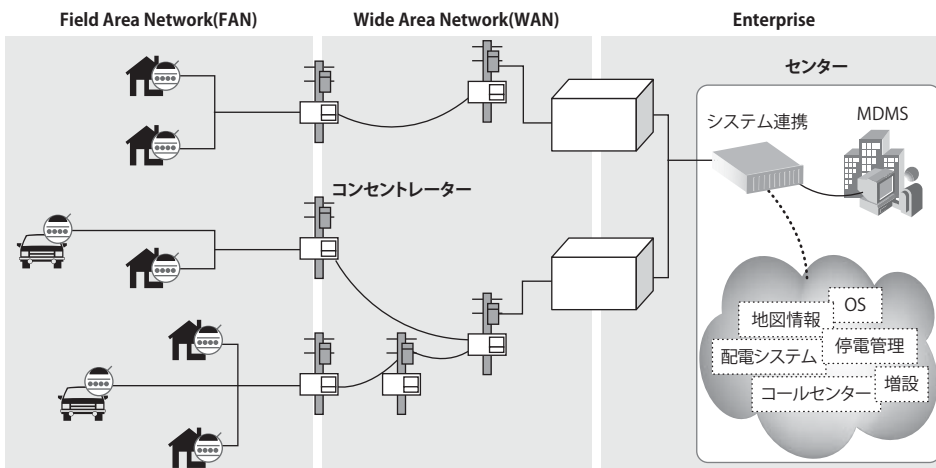 Field Area Network(FAN)
Wide Area Network(WAN)
Enterprise
センター
システム連携
MDMS
コンセントレーター
OS
地図情報
停電管理
配電システム
増設
コールセンター